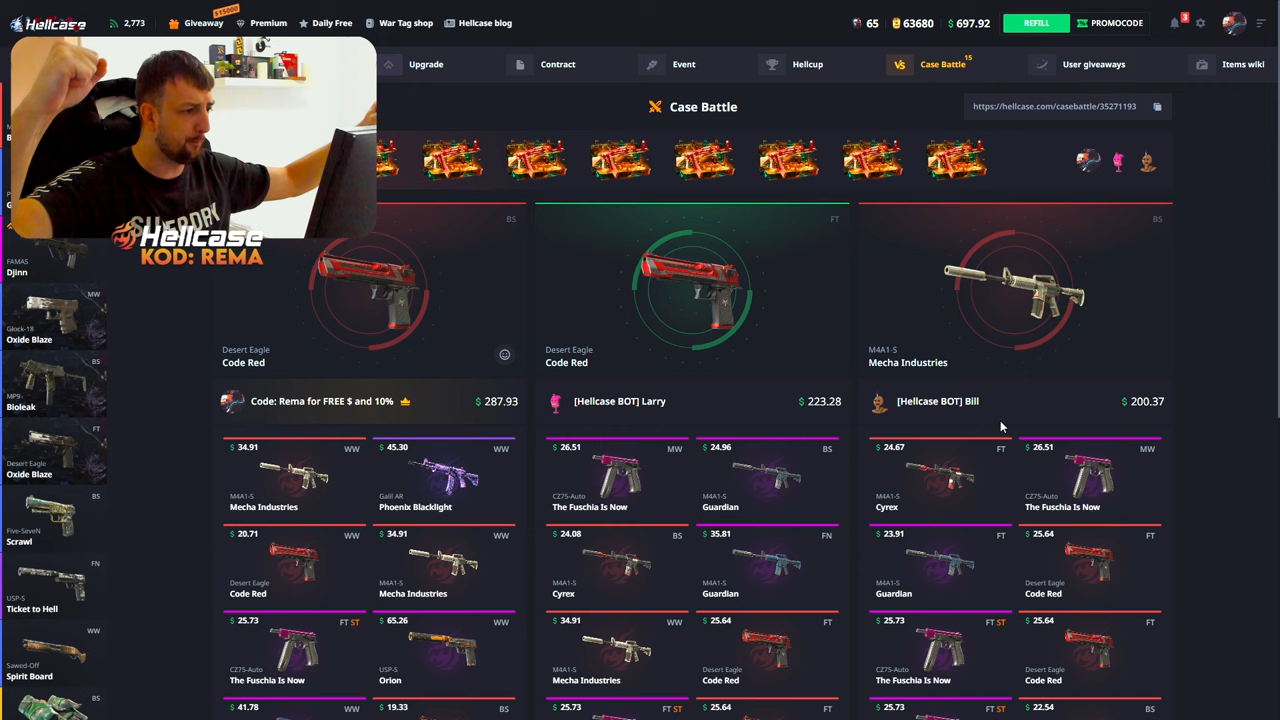 Hellcase
2,773
Giveaway
$15000
Premium
Daily Free
War Tag shop
Hellcase blog
65
63680
$ 697.92
REFILL
PROMOCODE
3
Upgrade
Contract
Event
Hellcup
VS
Case Battle 15
User giveaways
Items wiki
Case Battle
https://hellcase.com/casebattle/35271193
Hellcase
KOD: REMA
FAMAS
Djinn
MW
Glock-18
Oxide Blaze
BS
MP9
Bioleak
FT
Desert Eagle
Oxide Blaze
BS
Five-SeveN
Scrawl
FN
USP-S
Ticket to Hell
WW
Sawed-Off
Spirit Board
BS
BS
Desert Eagle
Code Red
FT
Desert Eagle
Code Red
BS
M4A1-S
Mecha Industries
Code: Rema for FREE $ and 10%
$ 287.93
[Hellcase BOT] Larry
$ 223.28
[Hellcase BOT] Bill
$ 200.37
$ 34.91 WW
M4A1-S
Mecha Industries
$ 45.30 WW
Galil AR
Phoenix Blacklight
$ 26.51 MW
CZ75-Auto
The Fuschia Is Now
$ 24.96 BS
M4A1-S
Guardian
$ 24.67 FT
M4A1-S
Cyrex
$ 26.51 MW
CZ75-Auto
The Fuschia Is Now
$ 20.71 WW
Desert Eagle
Code Red
$ 34.91 WW
M4A1-S
Mecha Industries
$ 24.08 BS
M4A1-S
Cyrex
$ 35.81 FN
M4A1-S
Guardian
$ 23.91 FT
M4A1-S
Guardian
$ 25.64 FT
Desert Eagle
Code Red
$ 25.73 FT ST
CZ75-Auto
The Fuschia Is Now
$ 65.26 WW
USP-S
Orion
$ 34.91 WW
M4A1-S
Mecha Industries
$ 25.64 FT
Desert Eagle
Code Red
$ 25.73 FT ST
CZ75-Auto
The Fuschia Is Now
$ 25.64 FT
Desert Eagle
Code Red
$ 41.78 WW
$ 19.33 BS
$ 25.73 FT ST
$ 25.64 FT
$ 25.73 FT ST
$ 22.54 BS